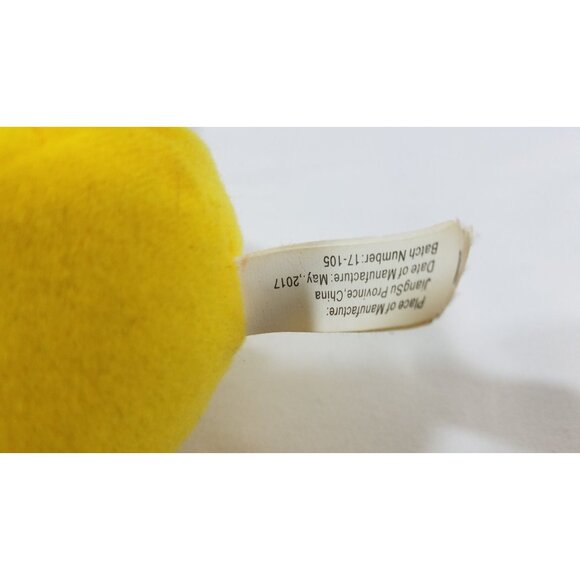 Place of Manufacture:
JiangSu Province,China
Date of Manufacture: May,.,2017
Batch Number:17-105